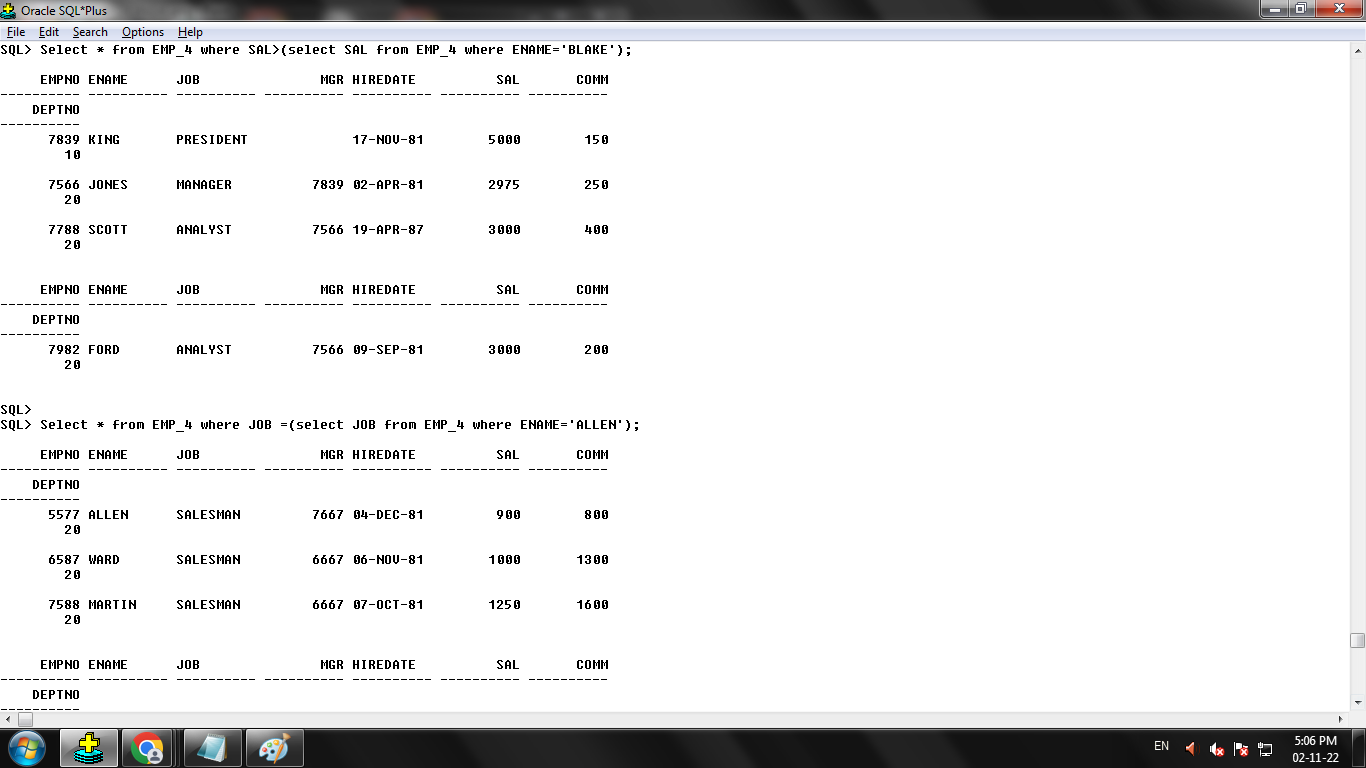 Oracle SQL*Plus
File Edit Search Options Help
SQL> Select * from EMP_4 where SAL>(select SAL from EMP_4 where ENAME='BLAKE');
     EMPNO ENAME      JOB               MGR HIREDATE          SAL       COMM
---------- ---------- ---------- ---------- ---------- ---------- ----------
    DEPTNO
----------
      7839 KING       PRESIDENT             17-NOV-81        5000        150
        10
      7566 JONES      MANAGER          7839 02-APR-81        2975        250
        20
      7788 SCOTT      ANALYST          7566 19-APR-87        3000        400
        20
     EMPNO ENAME      JOB               MGR HIREDATE          SAL       COMM
---------- ---------- ---------- ---------- ---------- ---------- ----------
    DEPTNO
----------
      7982 FORD       ANALYST          7566 09-SEP-81        3000        200
        20
SQL>
SQL> Select * from EMP_4 where JOB =(select JOB from EMP_4 where ENAME='ALLEN');
     EMPNO ENAME      JOB               MGR HIREDATE          SAL       COMM
---------- ---------- ---------- ---------- ---------- ---------- ----------
    DEPTNO
----------
      5577 ALLEN      SALESMAN         7667 04-DEC-81         900        800
        20
      6587 WARD       SALESMAN         6667 06-NOV-81        1000       1300
        20
      7588 MARTIN     SALESMAN         6667 07-OCT-81        1250       1600
        20
     EMPNO ENAME      JOB               MGR HIREDATE          SAL       COMM
---------- ---------- ---------- ---------- ---------- ---------- ----------
    DEPTNO
----------
EN
5:06 PM
02-11-22